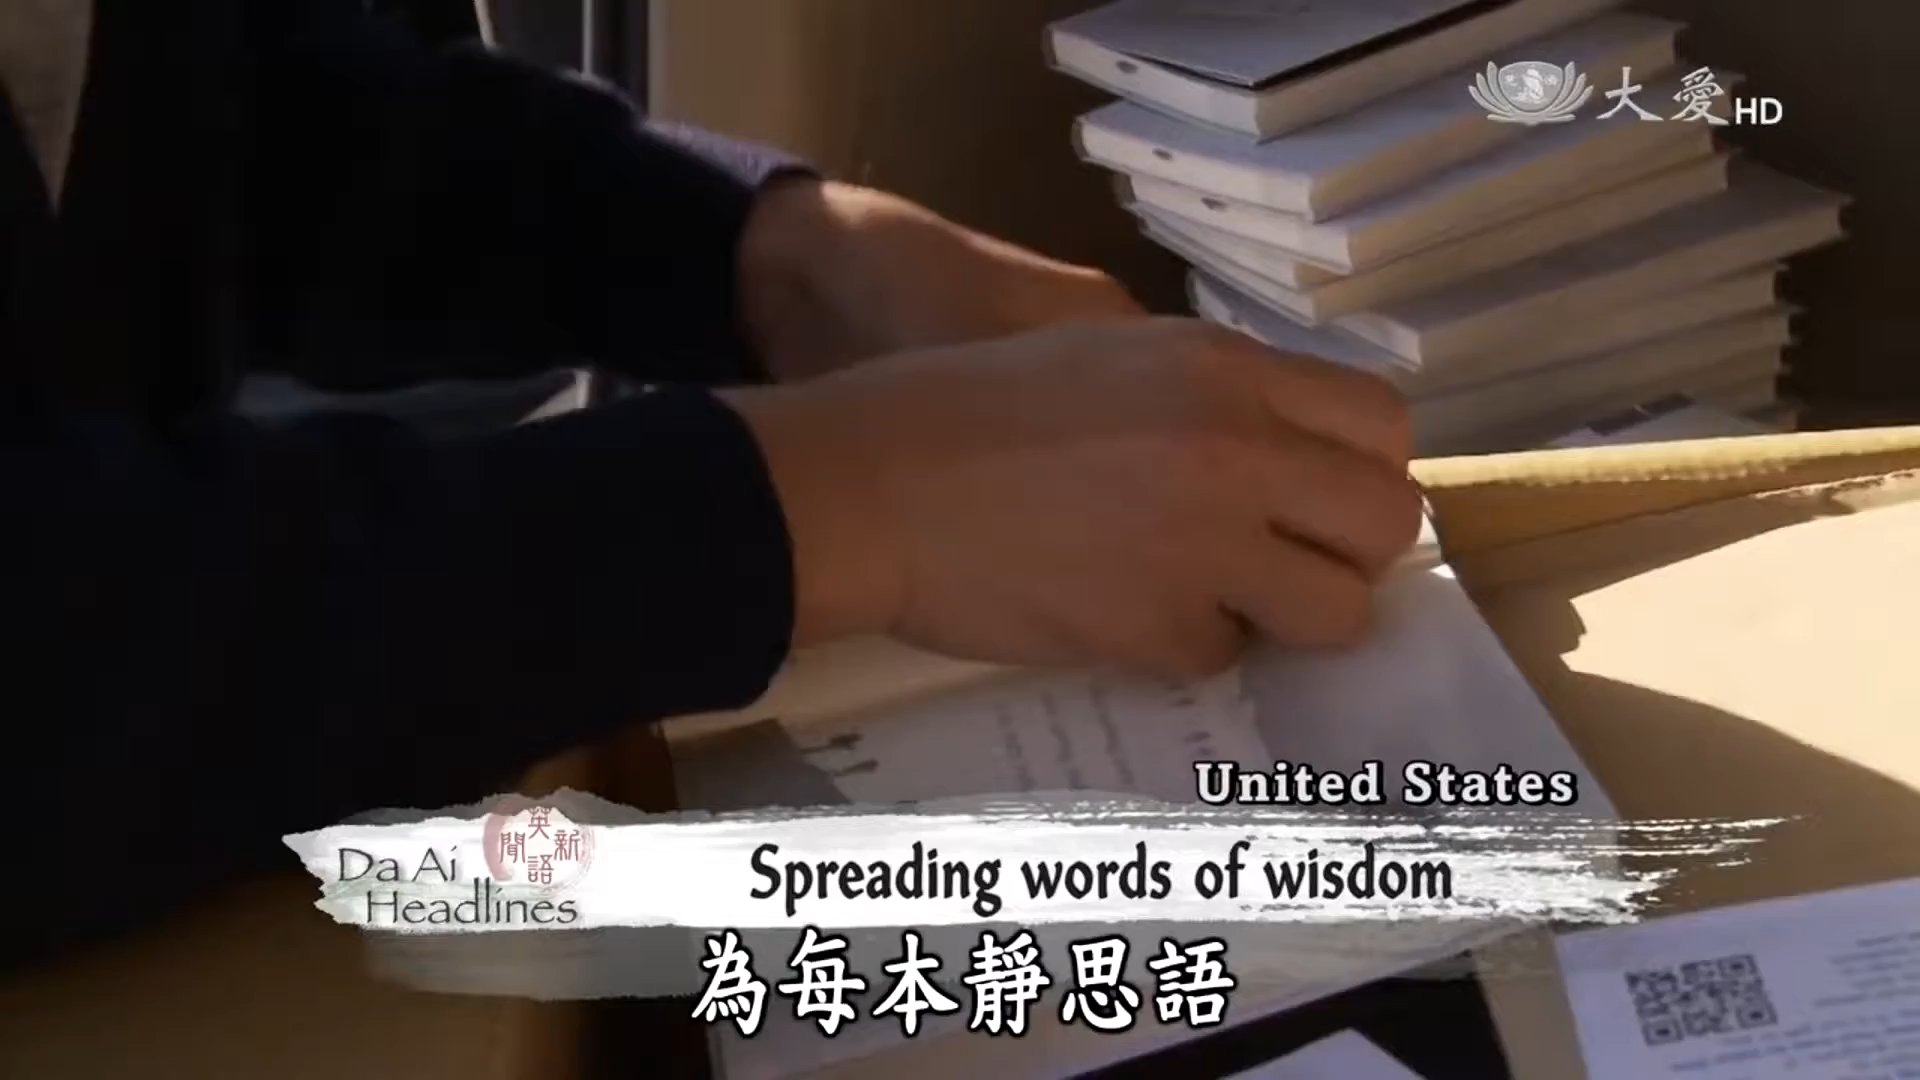 大愛HD
United States
英語新聞
Da Ai
Headlines
Spreading words of wisdom
為每本靜思語